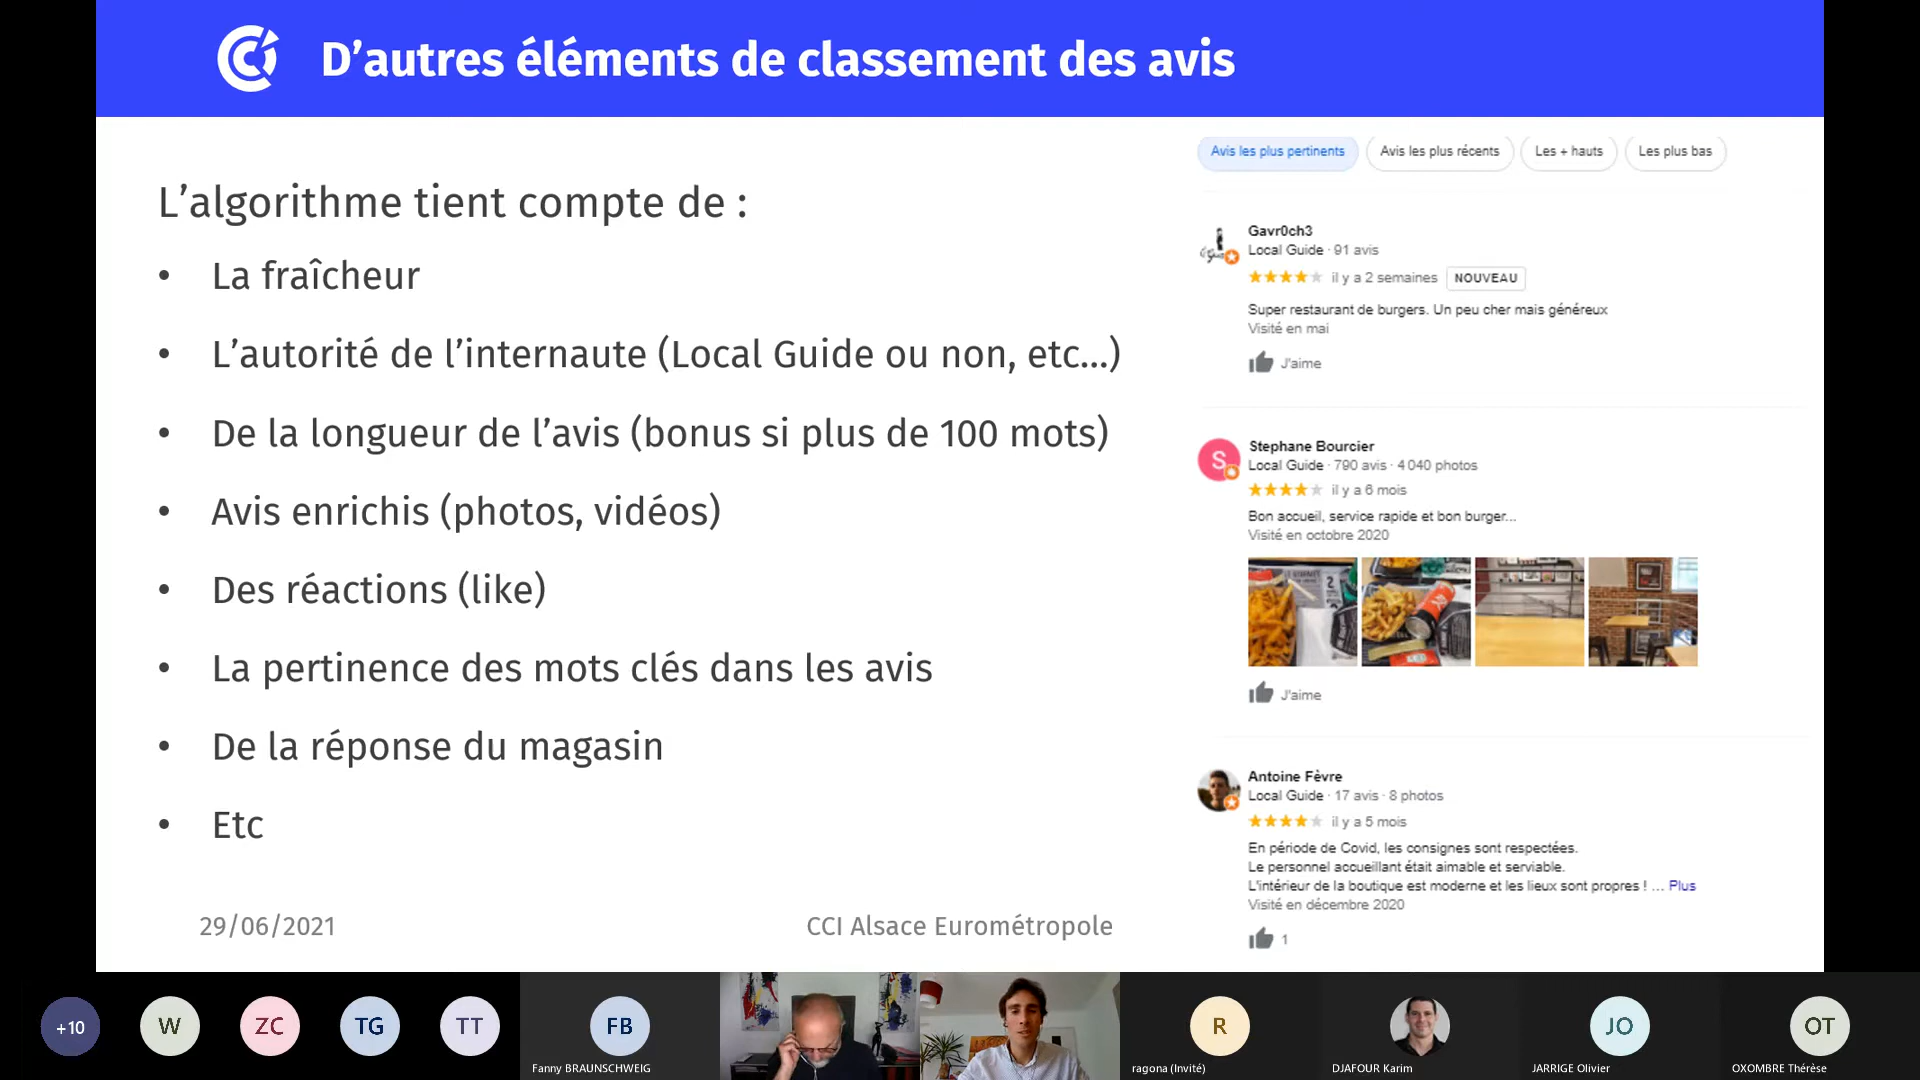 D’autres éléments de classement des avis
L’algorithme tient compte de :
• La fraîcheur
• L’autorité de l’internaute (Local Guide ou non, etc...)
• De la longueur de l’avis (bonus si plus de 100 mots)
• Avis enrichis (photos, vidéos)
• Des réactions (like)
• La pertinence des mots clés dans les avis
• De la réponse du magasin
• Etc
29/06/2021
CCI Alsace Eurométropole
Avis les plus pertinents
Avis les plus récents
Les + hauts
Les plus bas
Gavr0ch3
Local Guide · 91 avis
il y a 2 semaines NOUVEAU
Super restaurant de burgers. Un peu cher mais généreux
Visité en mai
J'aime
S
Stephane Bourcier
Local Guide · 790 avis · 4 040 photos
il y a 6 mois
Bon accueil, service rapide et bon burger...
Visité en octobre 2020
J'aime
Antoine Fèvre
Local Guide · 17 avis · 8 photos
il y a 5 mois
En période de Covid, les consignes sont respectées.
Le personnel accueillant était aimable et serviable.
L'intérieur de la boutique est moderne et les lieux sont propres ! ... Plus
Visité en décembre 2020
1
+10
W
ZC
TG
TT
FB
Fanny BRAUNSCHWEIG
R
ragona (Invité)
DJAFOUR Karim
JO
JARRIGE Olivier
OT
OXOMBRE Thérèse